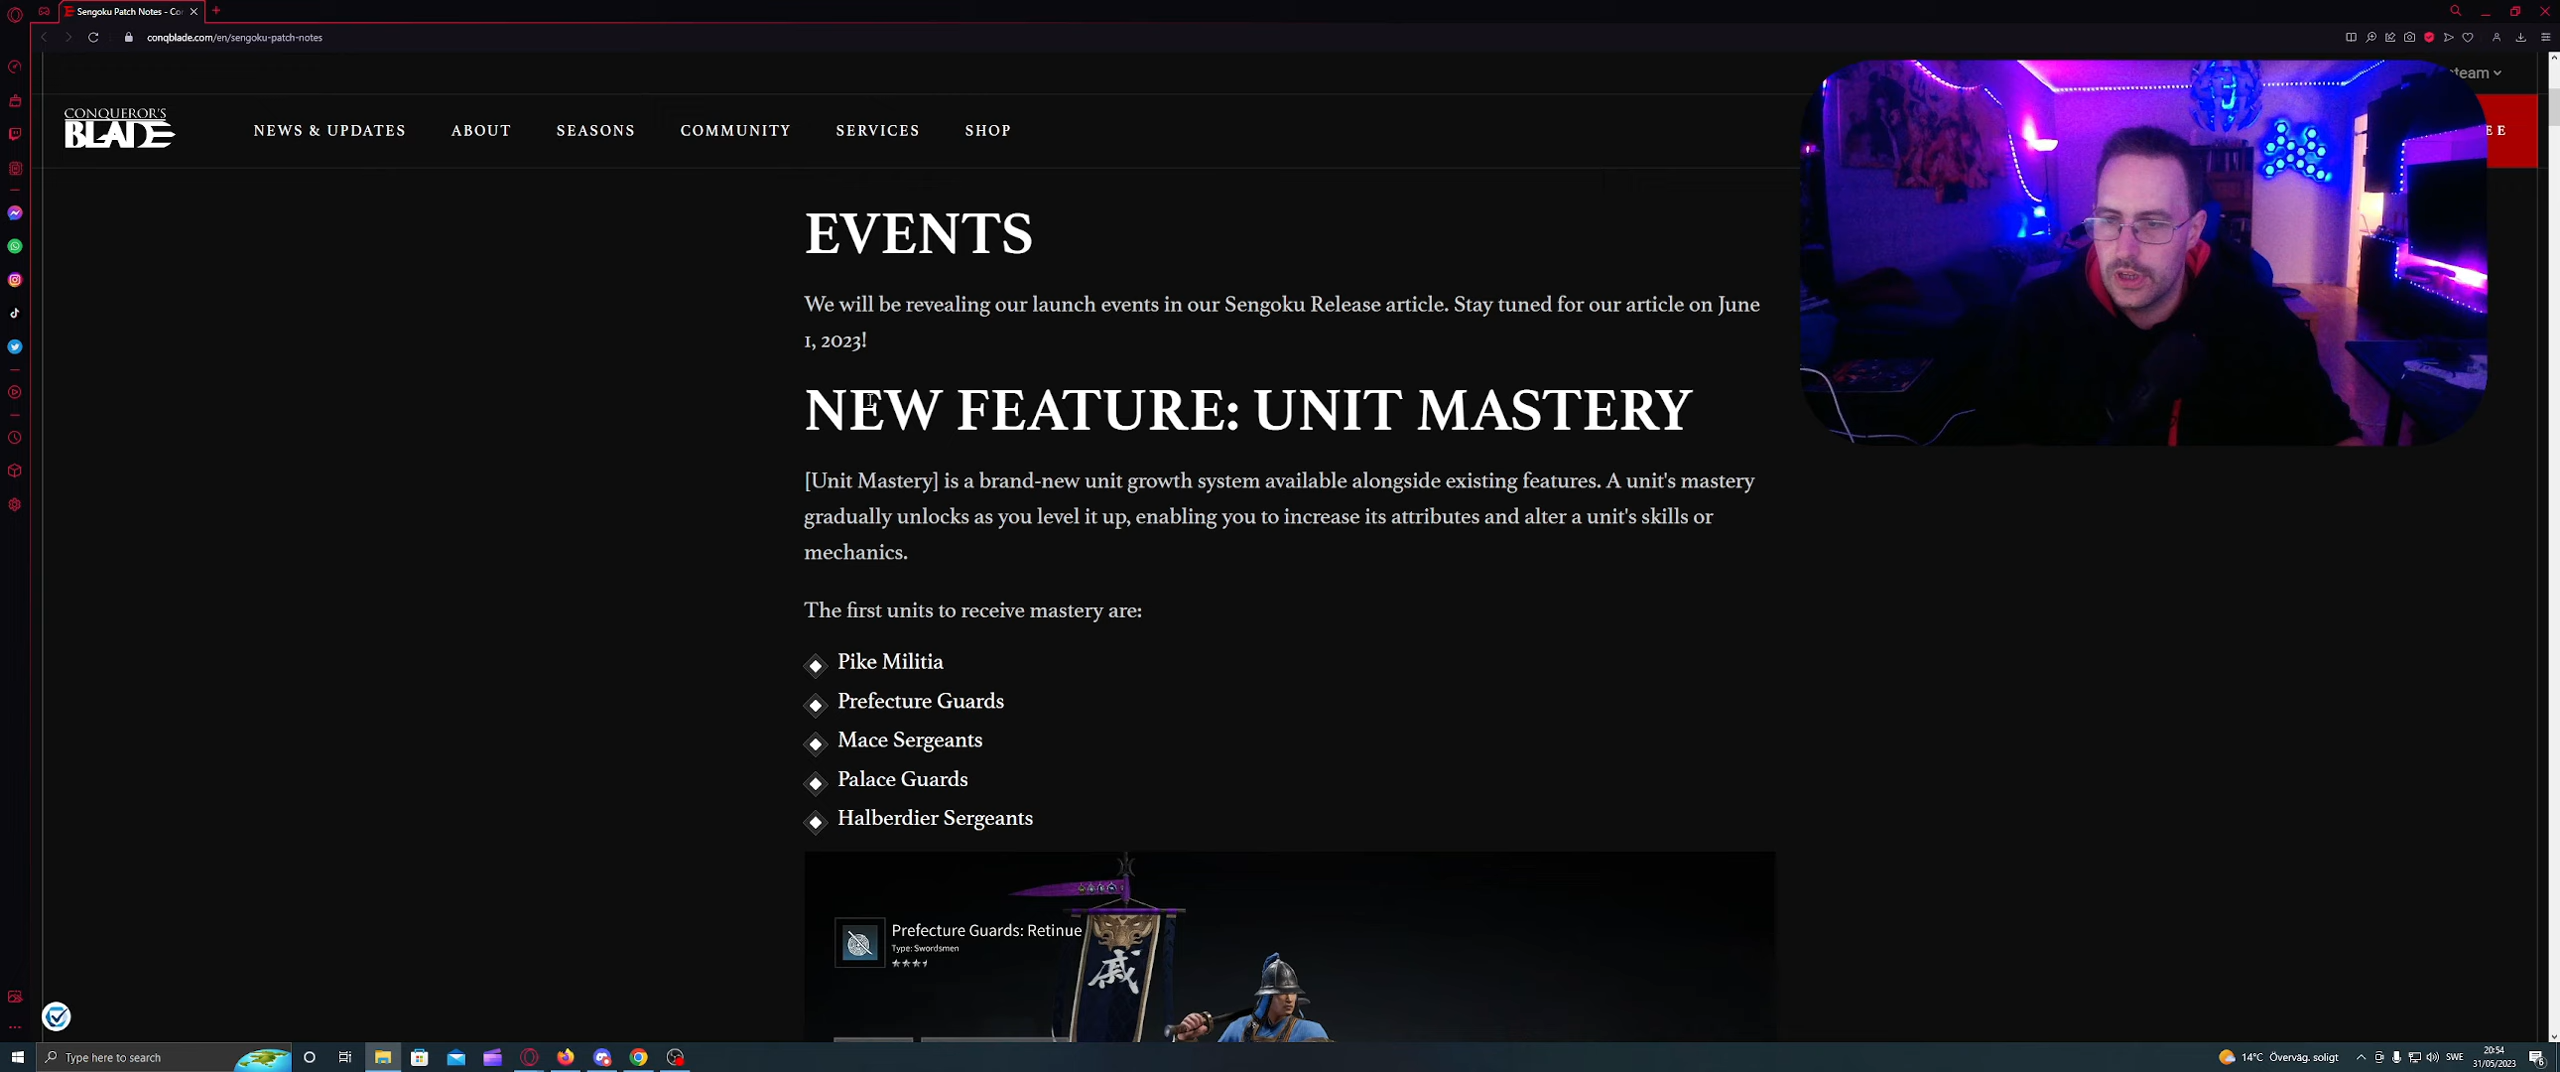 Sengoku Patch Notes - Co
conqblade.com/en/sengoku-patch-notes
CONQUEROR'S
BLADE
NEWS & UPDATES
ABOUT
SEASONS
COMMUNITY
SERVICES
SHOP
EVENTS
We will be revealing our launch events in our Sengoku Release article. Stay tuned for our article on June
1, 2023!
NEW FEATURE: UNIT MASTERY
[Unit Mastery] is a brand-new unit growth system available alongside existing features. A unit's mastery
gradually unlocks as you level it up, enabling you to increase its attributes and alter a unit's skills or
mechanics.
The first units to receive mastery are:
Pike Militia
Prefecture Guards
Mace Sergeants
Palace Guards
Halberdier Sergeants
Prefecture Guards: Retinue
Type: Swordsmen
戚
Type here to search
14°C Överväg. soligt
SWE
20:54
31/05/2023